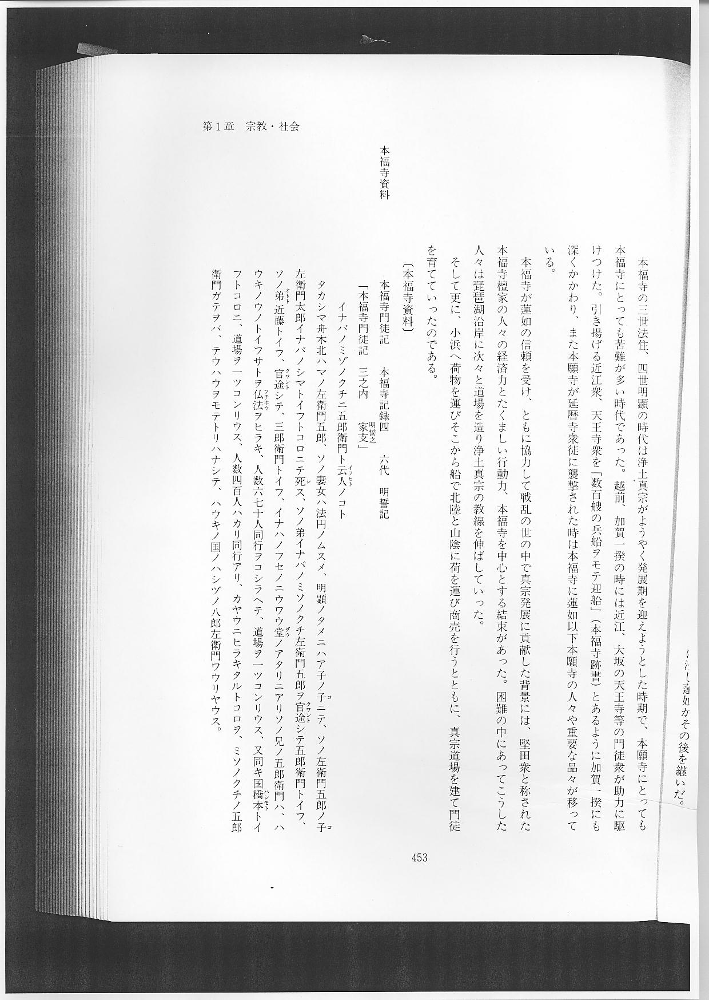 し蓮如がその後を継いだ。
本福寺の三世法住、四世明顕の時代は浄土真宗がようやく発展期を迎えようとした時期で、本願寺にとっても
本福寺にとっても苦難が多い時代であった。越前、加賀一揆の時には近江、大坂の天王寺等の門徒衆が助力に駆
けつけた。引き揚げる近江衆、天王寺衆を「数百艘の兵船ヲモテ迎船」（本福寺跡書）とあるように加賀一揆にも
深くかかわり、また本願寺が延暦寺衆徒に襲撃された時は本福寺に蓮如以下本願寺の人々や重要な品々が移って
いる。
本福寺が蓮如の信頼を受け、ともに協力して戦乱の世の中で真宗発展に貢献した背景には、堅田衆と称された
本福寺檀家の人々の経済力とたくましい行動力、本福寺を中心とする結束があった。困難の中にあってこうした
人々は琵琶湖沿岸に次々と道場を造り浄土真宗の教線を伸ばしていった。
そして更に、小浜へ荷物を運びそこから船で北陸と山陰に荷を運び商売を行うとともに、真宗道場を建て門徒
を育てていったのである。
〔本福寺資料〕
本福寺資料
本福寺門徒記　本福寺記録四　六代　明誓記
「本福寺門徒記　三之内　明誓之家支」
イナバノミゾノクチニ五郎衛門ト云人イフヒトノコト
タカシマ舟木北ハマノ左衛門五郎、ソノ妻女ハ法円ノムスメ、明顕ノタメニハア子ノ子コニテ、ソノ左衛門五郎ノ子コ
左衛門太郎イナバノシマトイフトコロニテ死シス、ソノ弟イナバノミソノクチ左衛門五郎ヲ官途クワントシテ五郎衛門トイフ、
ソノ弟オトト近藤トイフ、官途クワントシテ、三郎衛門トイフ、イナハノフセノニウワウ堂ダウノアタリニアリソノ兄ノ五郎衛門ハ、ハ
ウキノウノトイフサトヲ仏法フチホウヲヒラキ、人数六七十人同行ヲコシラヘテ、道場ヲ一ツコンリウス、又同キ国橋本ハシモトトイ
フトコロニ、道場ヲ一ツコンリウス、人数四百人ハカリ同行アリ、カヤウニヒラキタルトコロヲ、ミソノクチノ五郎
衛門ガテヲバ、テウハウヲモテトリハナシテ、ハウキノ国ノハシヅノ八郎左衛門ワウリヤウス。
第１章　宗教・社会
453